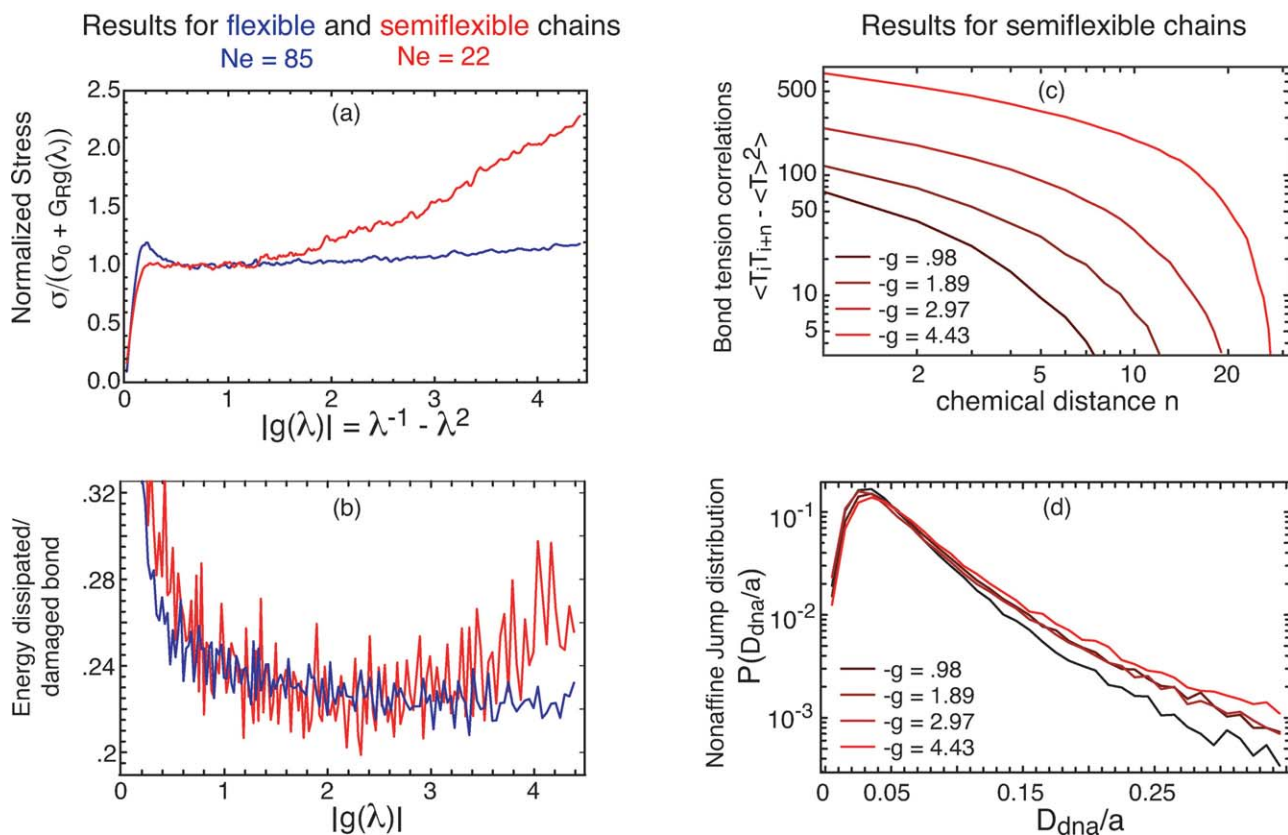 Results for flexible and semiflexible chains
Ne = 85 Ne = 22
Normalized Stress
σ/(σ₀ + G_Rg(λ))
2.5
2.0
1.5
1.0
0.5
0.0
(a)
0 1 2 3 4
|g(λ)| = λ⁻¹ - λ²
Energy dissipated/
damaged bond
.32
.28
.24
.2
(b)
0 1 2 3 4
|g(λ)|
Results for semiflexible chains
Bond tension correlations
<TᵢTᵢ₊ₙ - <T>²>
500
100
50
10
5
(c)
-g = .98
-g = 1.89
-g = 2.97
-g = 4.43
2 5 10 20
chemical distance n
Nonaffine Jump distribution
P(D_dna/a)
10⁻¹
10⁻²
10⁻³
(d)
-g = .98
-g = 1.89
-g = 2.97
-g = 4.43
0 0.05 0.15 0.25
D_dna/a